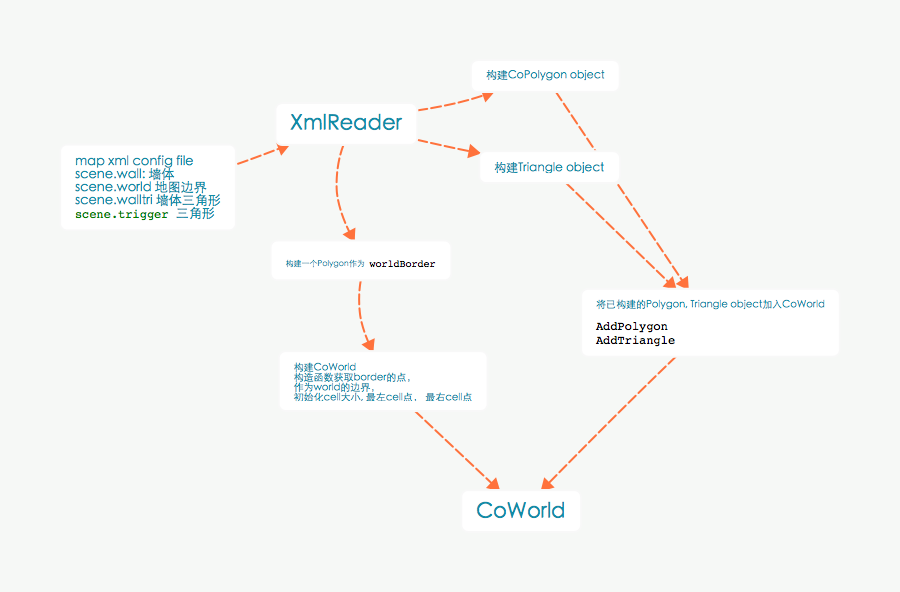 构建CoPolygon object
XmlReader
map xml config file
scene.wall: 墙体
scene.world 地图边界
scene.walltri 墙体三角形
scene.trigger 三角形
构建Triangle object
构建一个Polygon作为 worldBorder
将已构建的Polygon, Triangle object加入CoWorld
AddPolygon
AddTriangle
构建CoWorld
构造函数获取border的点，
作为world的边界，
初始化cell大小, 最左cell点， 最右cell点
CoWorld